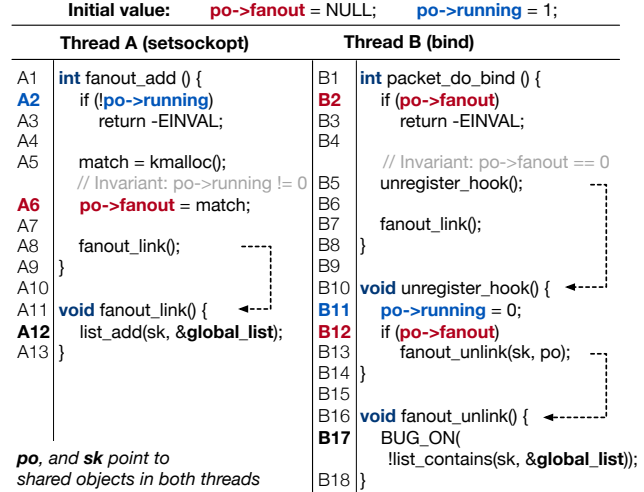 Initial value: po->fanout = NULL; po->running = 1;
Thread A (setsockopt)
A1 int fanout_add () {
A2 if (!po->running)
A3 return -EINVAL;
A4
A5 match = kmalloc();
// Invariant: po->running != 0
A6 po->fanout = match;
A7
A8 fanout_link();
A9 }
A10
A11 void fanout_link() {
A12 list_add(sk, &global_list);
A13 }
po, and sk point to
shared objects in both threads
Thread B (bind)
B1 int packet_do_bind () {
B2 if (po->fanout)
B3 return -EINVAL;
B4
// Invariant: po->fanout == 0
B5 unregister_hook();
B6
B7 fanout_link();
B8 }
B9
B10 void unregister_hook() {
B11 po->running = 0;
B12 if (po->fanout)
B13 fanout_unlink(sk, po);
B14 }
B15
B16 void fanout_unlink() {
B17 BUG_ON(
!list_contains(sk, &global_list));
B18 }